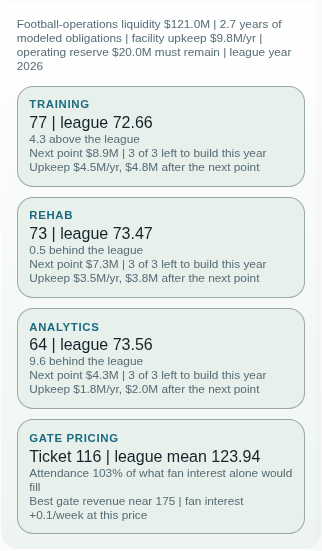 Football-operations liquidity $121.0M | 2.7 years of
modeled obligations | facility upkeep $9.8M/yr |
operating reserve $20.0M must remain | league year
2026
TRAINING
77 | league 72.66
4.3 above the league
Next point $8.9M | 3 of 3 left to build this year
Upkeep $4.5M/yr, $4.8M after the next point
REHAB
73 | league 73.47
0.5 behind the league
Next point $7.3M | 3 of 3 left to build this year
Upkeep $3.5M/yr, $3.8M after the next point
ANALYTICS
64 | league 73.56
9.6 behind the league
Next point $4.3M | 3 of 3 left to build this year
Upkeep $1.8M/yr, $2.0M after the next point
GATE PRICING
Ticket 116 | league mean 123.94
Attendance 103% of what fan interest alone would
fill
Best gate revenue near 175 | fan interest
+0.1/week at this price